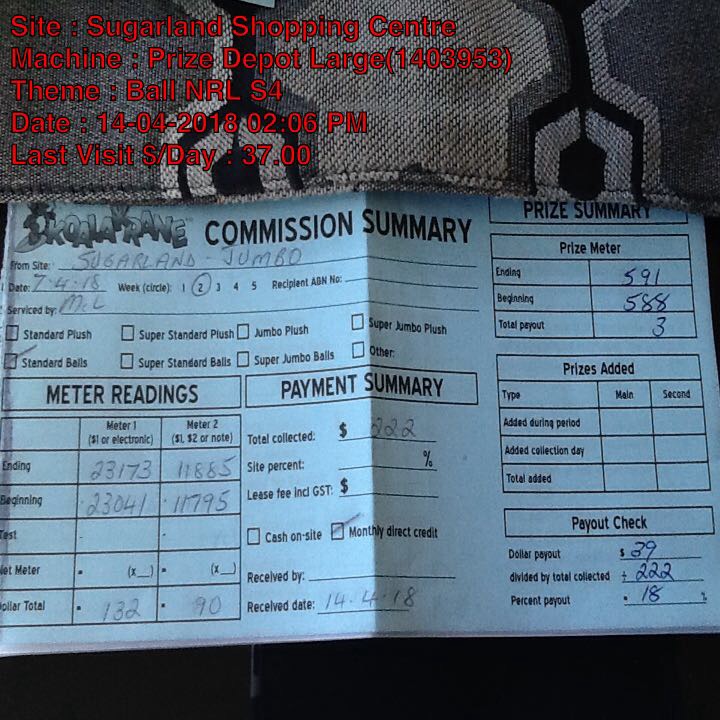 Site : Sugarland Shopping Centre
Machine : Prize Depot Large(1403953)
Theme : Ball NRL S4
Date : 14-04-2018 02:06 PM
Last Visit $/Day : 37.00
KOALA KRANE COMMISSION SUMMARY
From Site: SUGARLAND - JUMBO
Date: 7.4.18 Week (circle): 1 2 3 4 5 Recipient ABN No:
Serviced by: McL
Standard Plush Super Standard Plush Jumbo Plush Super Jumbo Plush
Standard Balls Super Standard Balls Super Jumbo Balls Other:
METER READINGS
Meter 1 Meter 2
($1 or electronic) ($1, $2 or note)
Ending 23173 11885
Beginning 23041 11795
Test - -
Net Meter = (x__) = (x__)
Dollar Total = 132 = 90
PAYMENT SUMMARY
Total collected: $ 222
Site percent: %
Lease fee incl GST: $
Cash on-site Monthly direct credit
Received by:
Received date: 14.4.18
PRIZE SUMMARY
Prize Meter
Ending 591
Beginning 588
Total payout 3
Prizes Added
Type Main Second
Added during period
Added collection day
Total added
Payout Check
Dollar payout $ 39
divided by total collected ÷ 222
Percent payout = 18 %